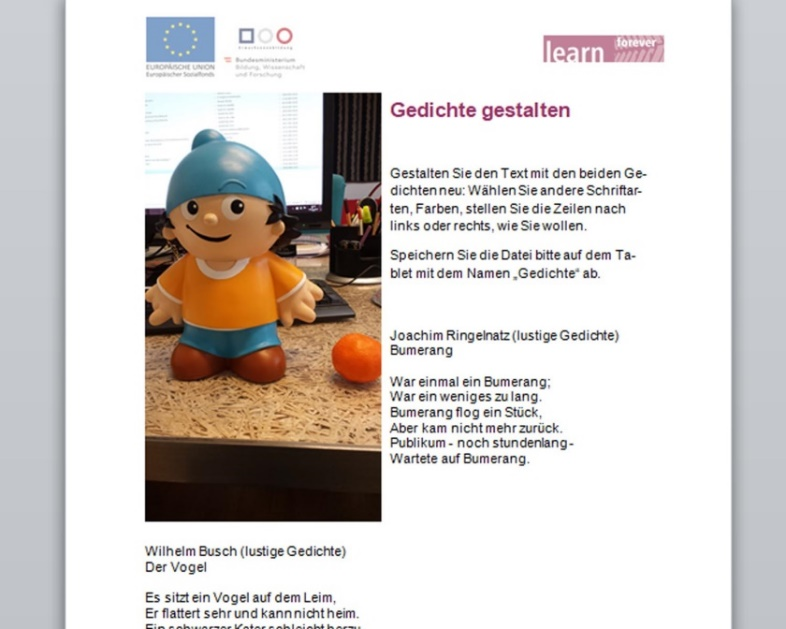 EUROPÄISCHE UNION
Europäischer Sozialfonds
Bundesministerium
Bildung, Wissenschaft
und Forschung
learn forever
Gedichte gestalten
Gestalten Sie den Text mit den beiden Ge-
dichten neu: Wählen Sie andere Schriftar-
ten, Farben, stellen Sie die Zeilen nach
links oder rechts, wie Sie wollen.
Speichern Sie die Datei bitte auf dem Ta-
blet mit dem Namen „Gedichte“ ab.
Joachim Ringelnatz (lustige Gedichte)
Bumerang
War einmal ein Bumerang;
War ein weniges zu lang.
Bumerang flog ein Stück,
Aber kam nicht mehr zurück.
Publikum - noch stundenlang-
Wartete auf Bumerang.
Wilhelm Busch (lustige Gedichte)
Der Vogel
Es sitzt ein Vogel auf dem Leim,
Er flattert sehr und kann nicht heim.
Ein schwarzer Kater schleicht herzu,